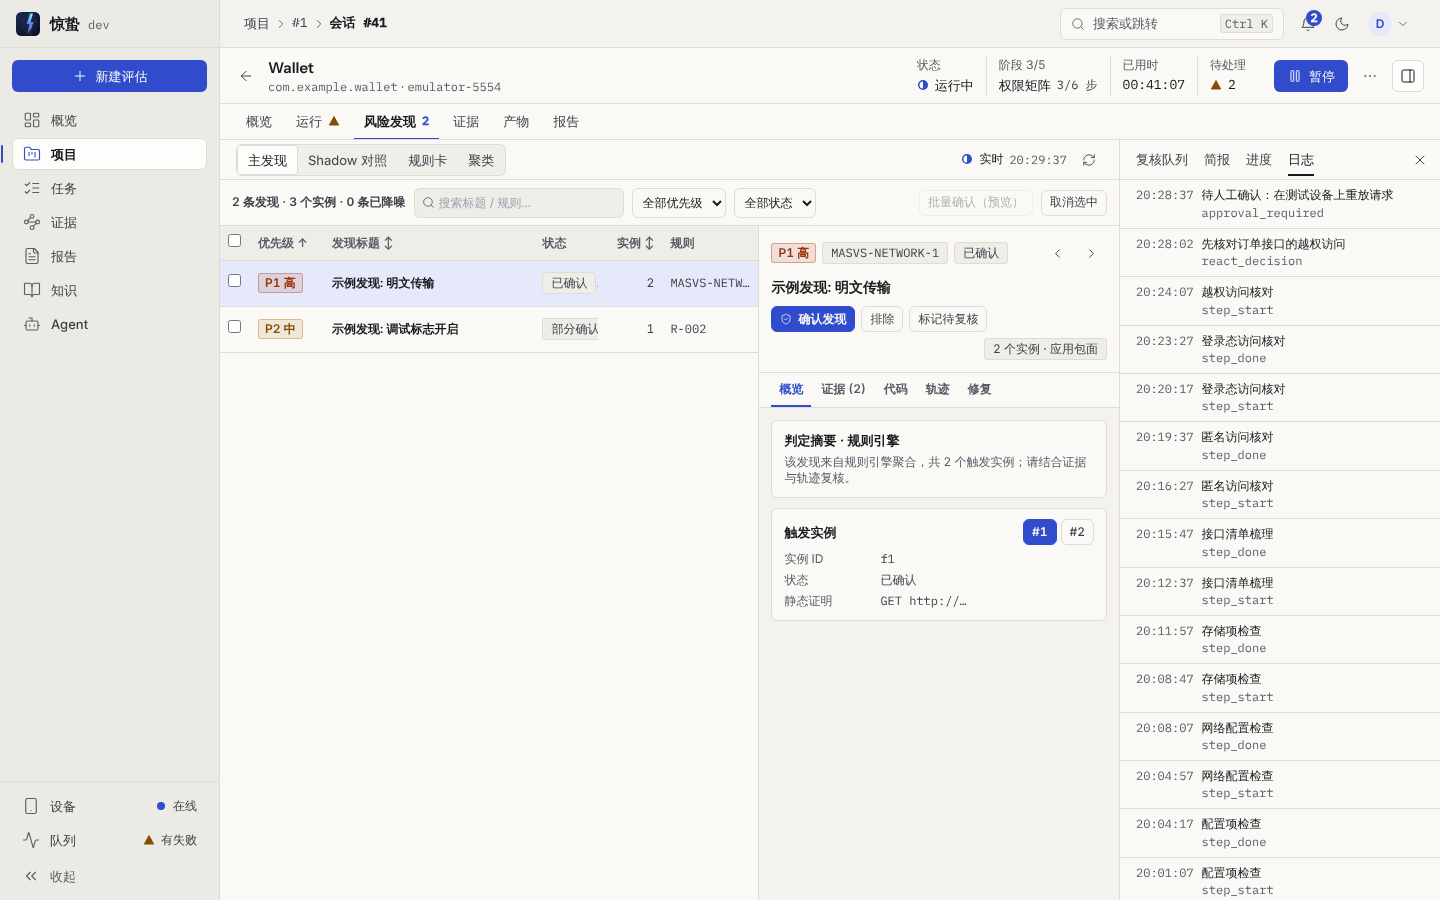 惊蛰 dev
项目 > #1 > 会话 #41
搜索或跳转 Ctrl K
2
D
新建评估
概览
项目
任务
证据
报告
知识
Agent
设备 在线
队列 有失败
收起
Wallet
com.example.wallet · emulator-5554
状态
运行中
阶段 3/5
权限矩阵 3/6 步
已用时
00:41:07
待处理
2
暂停
概览 运行 风险发现 2 证据 产物 报告
主发现 Shadow 对照 规则卡 聚类
实时 20:29:37
2 条发现 · 3 个实例 · 0 条已降噪
搜索标题 / 规则...
全部优先级
全部状态
批量确认（预览）
取消选中
优先级 ↑ 发现标题 状态 实例 规则
P1 高 示例发现: 明文传输 已确认 2 MASVS-NETW…
P2 中 示例发现: 调试标志开启 部分确认 1 R-002
P1 高 MASVS-NETWORK-1 已确认
示例发现: 明文传输
确认发现 排除 标记待复核
2 个实例 · 应用包面
概览 证据 (2) 代码 轨迹 修复
判定摘要 · 规则引擎
该发现来自规则引擎聚合，共 2 个触发实例；请结合证据
与轨迹复核。
触发实例 #1 #2
实例 ID f1
状态 已确认
静态证明 GET http://…
复核队列 简报 进度 日志
20:28:37 待人工确认：在测试设备上重放请求
approval_required
20:28:02 先核对订单接口的越权访问
react_decision
20:24:07 越权访问核对
step_start
20:23:27 登录态访问核对
step_done
20:20:17 登录态访问核对
step_start
20:19:37 匿名访问核对
step_done
20:16:27 匿名访问核对
step_start
20:15:47 接口清单梳理
step_done
20:12:37 接口清单梳理
step_start
20:11:57 存储项检查
step_done
20:08:47 存储项检查
step_start
20:08:07 网络配置检查
step_done
20:04:57 网络配置检查
step_start
20:04:17 配置项检查
step_done
20:01:07 配置项检查
step_start